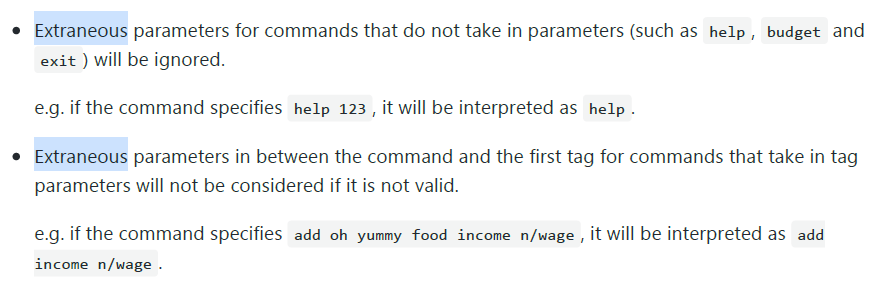 Extraneous parameters for commands that do not take in parameters (such as help, budget and
exit) will be ignored.
e.g. if the command specifies help 123, it will be interpreted as help.
Extraneous parameters in between the command and the first tag for commands that take in tag
parameters will not be considered if it is not valid.
e.g. if the command specifies add oh yummy food income n/wage, it will be interpreted as add
income n/wage.